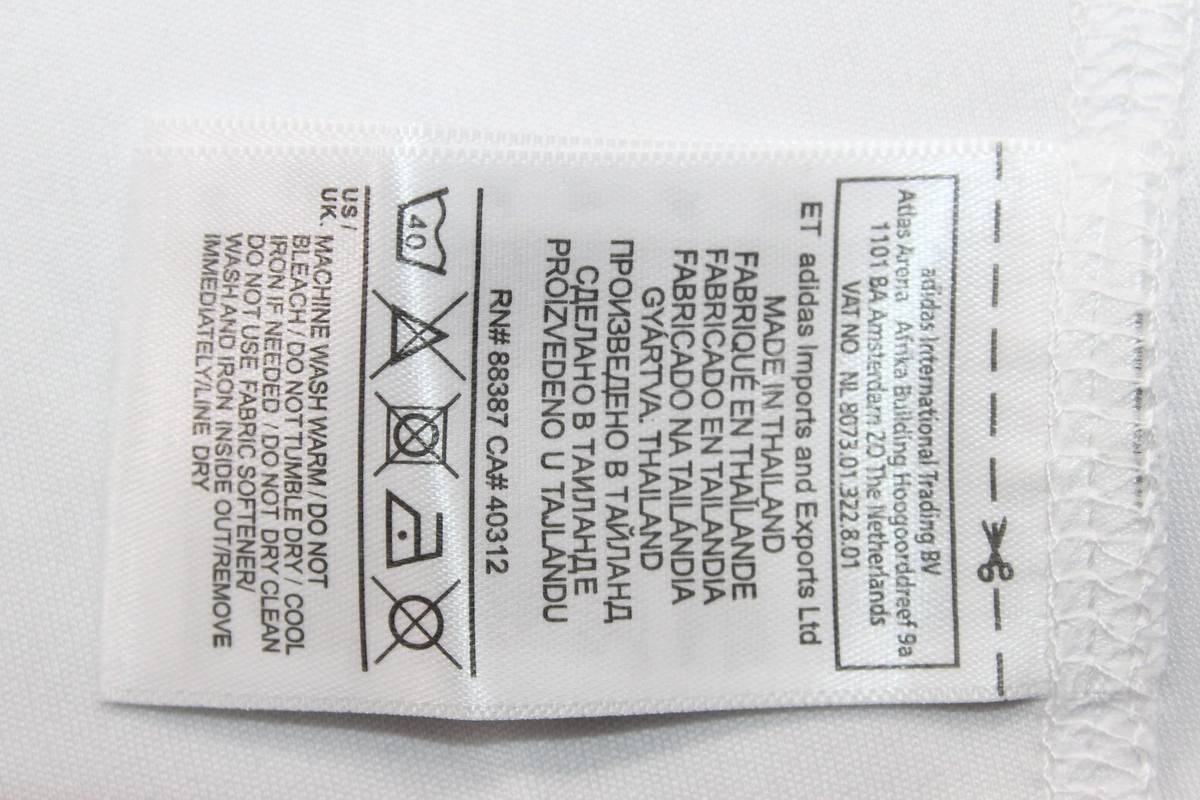 adidas International Trading BV
Atlas Arena Afrika Building Hoogoorddreef 9a
1101 BA Amsterdam ZO The Netherlands
VAT NO NL 8073.01.322.B.01
ET adidas Imports and Exports Ltd
MADE IN THAILAND
FABRIQUÉ EN THAÏLANDE
FABRICADO EN TAILANDIA
FABRICADO NA TAILÁNDIA
GYÁRTVA. THAILAND
ПРОИЗВЕДЕНО В ТАЙЛАНД
СДЕЛАНО В ТАИЛАНДЕ
PROIZVEDENO U TAJLANDU
RN# 88387 CA# 40312
40
US /
UK. MACHINE WASH WARM / DO NOT
BLEACH / DO NOT TUMBLE DRY / COOL
IRON IF NEEDED / DO NOT DRY CLEAN
DO NOT USE FABRIC SOFTENER/
WASH AND IRON INSIDE OUT/REMOVE
IMMEDIATELY/LINE DRY